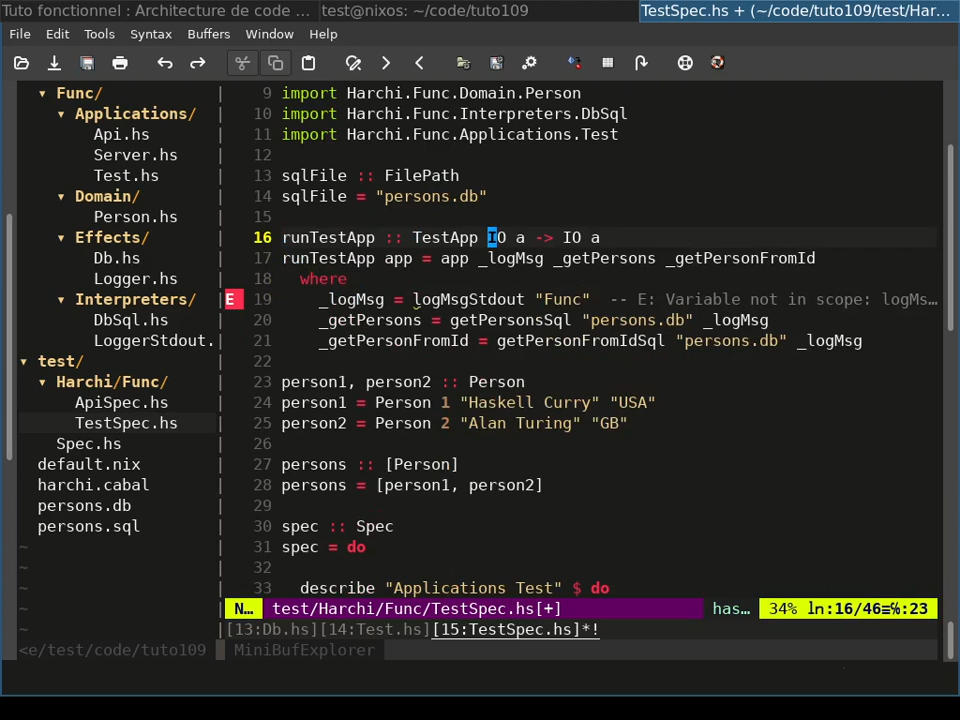 Tuto fonctionnel : Architecture de code ...
test@nixos: ~/code/tuto109
TestSpec.hs + (~/code/tuto109/test/Har...
File Edit Tools Syntax Buffers Window Help
▾ Func/
▾ Applications/
Api.hs
Server.hs
Test.hs
▾ Domain/
Person.hs
▾ Effects/
Db.hs
Logger.hs
▾ Interpreters/
DbSql.hs
LoggerStdout.
▾ test/
▾ Harchi/Func/
ApiSpec.hs
TestSpec.hs
Spec.hs
default.nix
harchi.cabal
persons.db
persons.sql
~
~
~
~
~
<e/test/code/tuto109
9 import Harchi.Func.Domain.Person
10 import Harchi.Func.Interpreters.DbSql
11 import Harchi.Func.Applications.Test
12
13 sqlFile :: FilePath
14 sqlFile = "persons.db"
15
16 runTestApp :: TestApp IO a -> IO a
17 runTestApp app = app _logMsg _getPersons _getPersonFromId
18 where
E 19 _logMsg = logMsgStdout "Func" -- E: Variable not in scope: logMs…
20 _getPersons = getPersonsSql "persons.db" _logMsg
21 _getPersonFromId = getPersonFromIdSql "persons.db" _logMsg
22
23 person1, person2 :: Person
24 person1 = Person 1 "Haskell Curry" "USA"
25 person2 = Person 2 "Alan Turing" "GB"
26
27 persons :: [Person]
28 persons = [person1, person2]
29
30 spec :: Spec
31 spec = do
32
33 describe "Applications Test" $ do
N… test/Harchi/Func/TestSpec.hs[+] has… 34% ln:16/46≡℅:23
[13:Db.hs][14:Test.hs][15:TestSpec.hs]*!
MiniBufExplorer